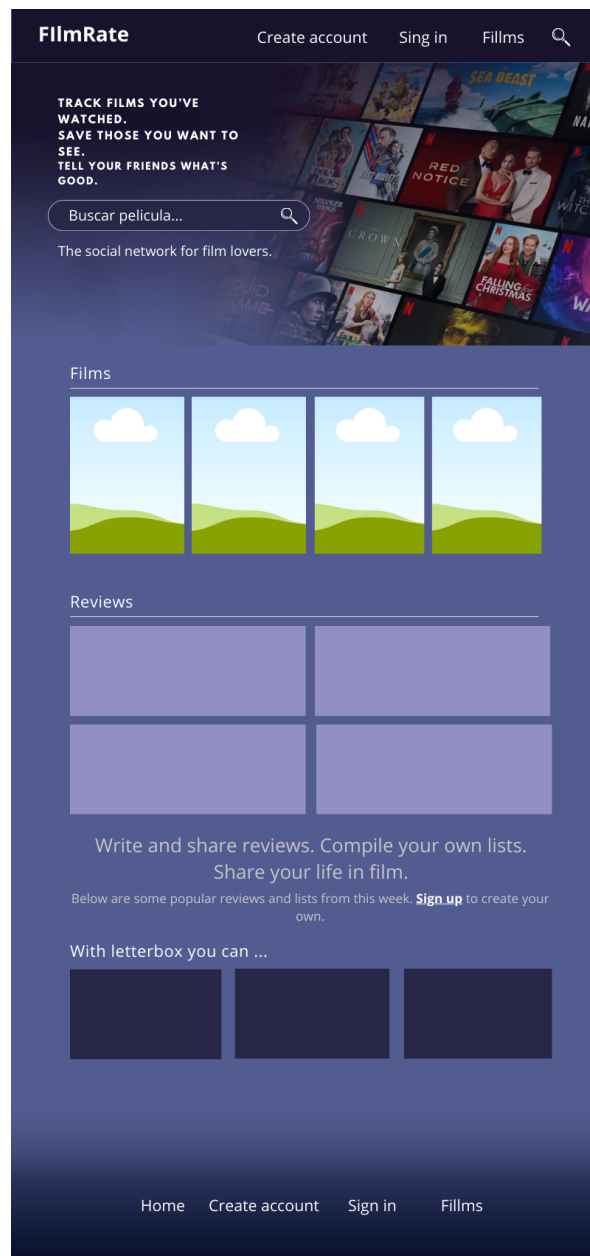 FIlmRate
Create account Sing in Fillms
TRACK FILMS YOU'VE
WATCHED.
SAVE THOSE YOU WANT TO
SEE.
TELL YOUR FRIENDS WHAT'S
GOOD.
Buscar pelicula...
The social network for film lovers.
SEA BEAST
RED
NOTICE
CROWN
FALLING for
CHRISTMAS
Films
Reviews
Write and share reviews. Compile your own lists.
Share your life in film.
Below are some popular reviews and lists from this week. Sign up to create your
own.
With letterbox you can ...
Home Create account Sign in Fillms